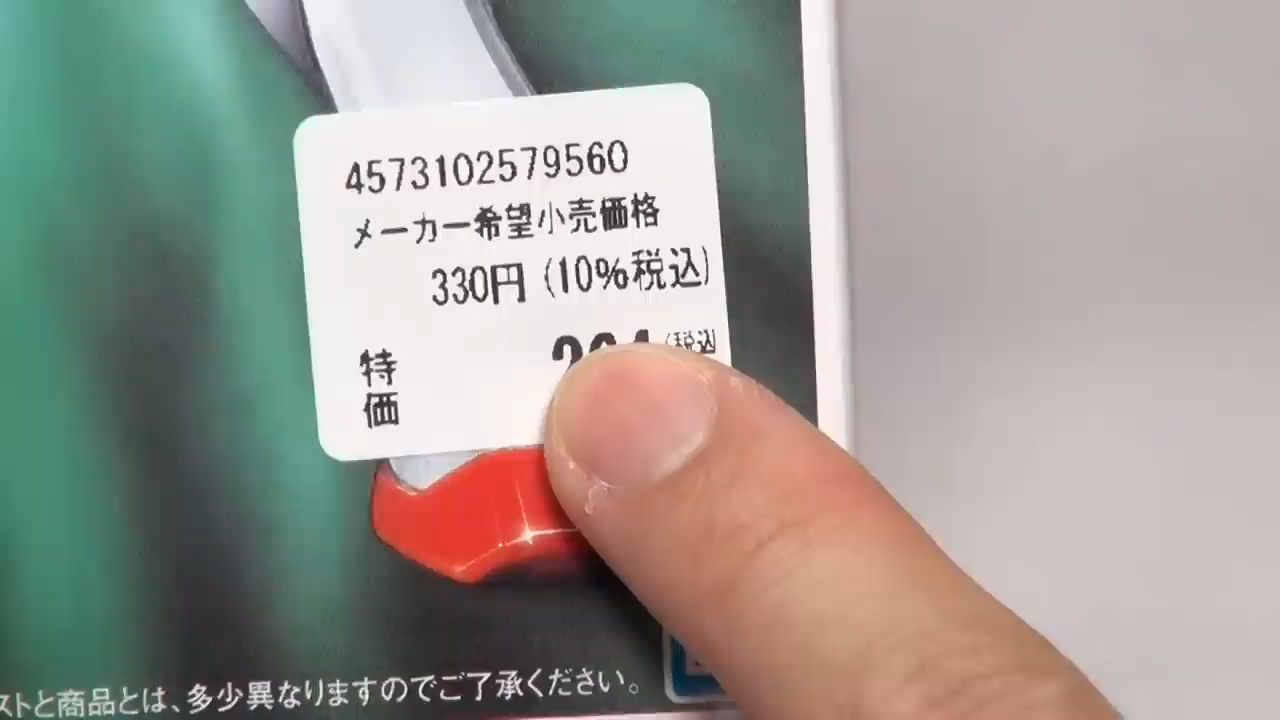 4573102579560
メーカー希望小売価格
330円 (10%税込)
特価
(税込
ストと商品とは、多少異なりますのでご了承ください。